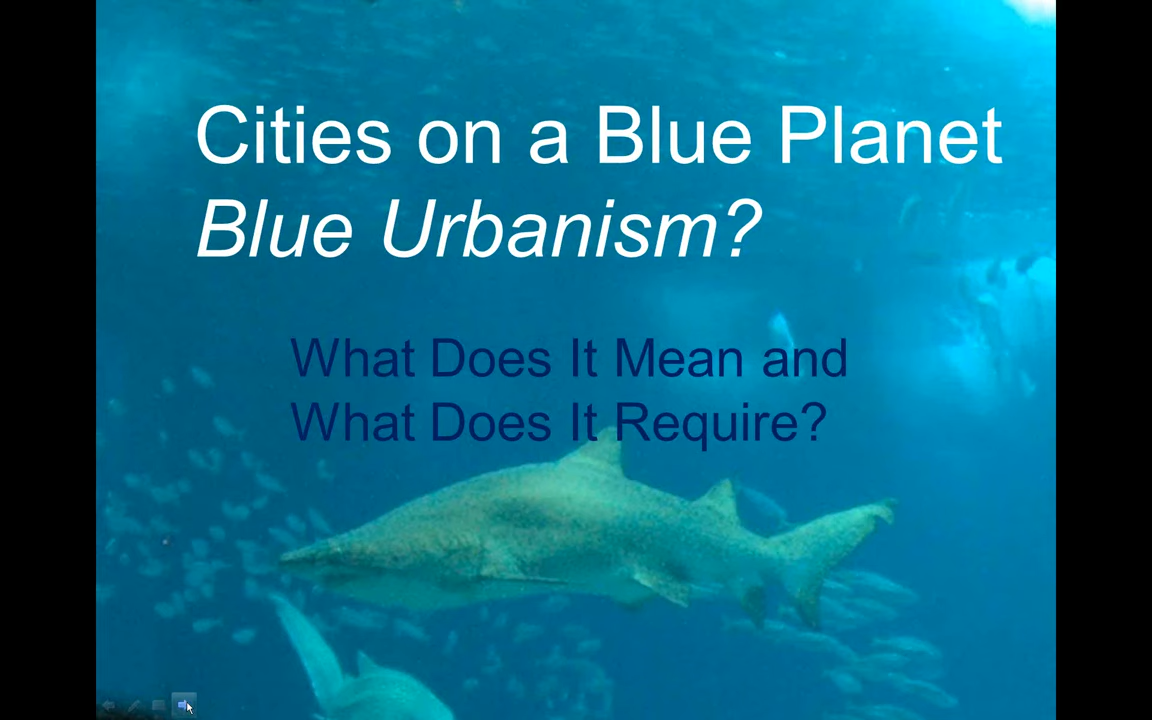 Cities on a Blue Planet
Blue Urbanism?
What Does It Mean and
What Does It Require?